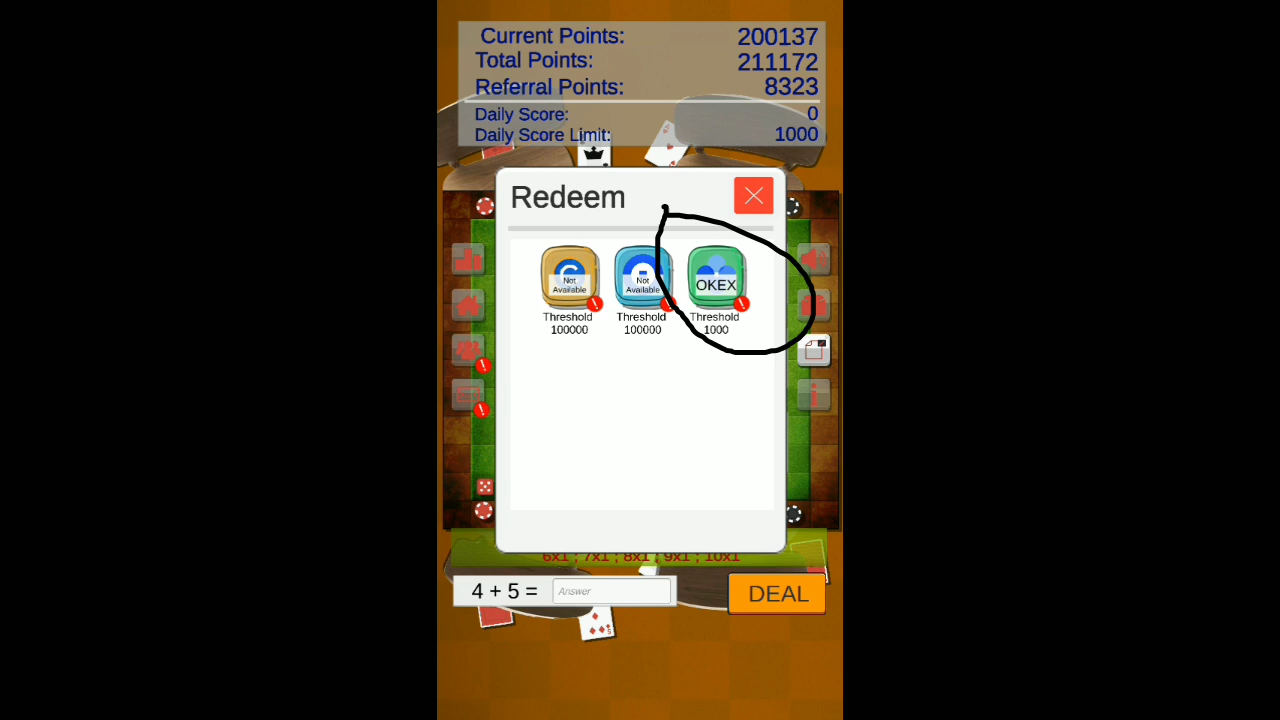 Current Points: 200137
Total Points: 211172
Referral Points: 8323
Daily Score: 0
Daily Score Limit: 1000
Redeem
Not Available
Not Available
OKEX
Threshold 100000
Threshold 100000
Threshold 1000
6x1 ; 7x1 ; 8x1 ; 9x1 ; 10x1
4 + 5 =
Answer
DEAL